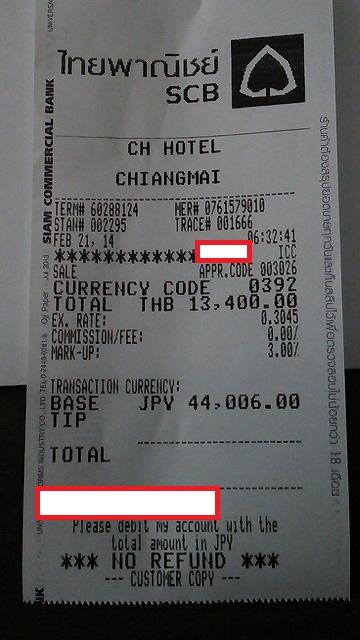 ไทยพาณิชย์
SCB
CH HOTEL
CHIANGMAI
TERM# 60288124 MER# 0761579010
STAN# 002295 TRACE# 001666
FEB 21, 14 06:32:41
************ ICC
SALE APPR.CODE 003026
CURRENCY CODE 0392
TOTAL THB 13,400.00
EX. RATE: 0.3045
COMMISSION/FEE: 0.00%
MARK-UP: 3.00%
TRANSACTION CURRENCY:
BASE JPY 44,006.00
TIP
TOTAL
Please debit my account with the
total amount in JPY
*** NO REFUND ***
--- CUSTOMER COPY ---
SIAM COMMERCIAL BANK